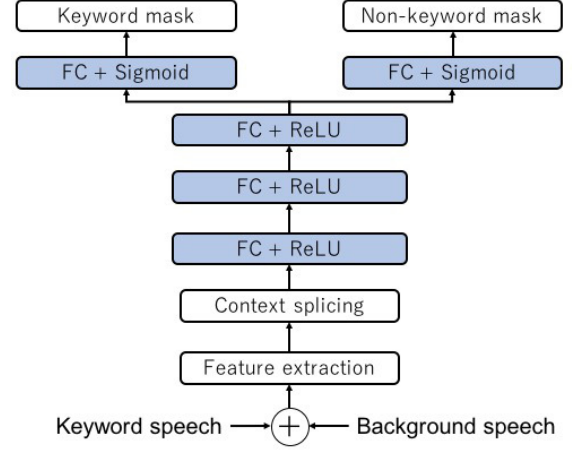 Keyword mask
Non-keyword mask
FC + Sigmoid
FC + Sigmoid
FC + ReLU
FC + ReLU
FC + ReLU
Context splicing
Feature extraction
Keyword speech
+
Background speech